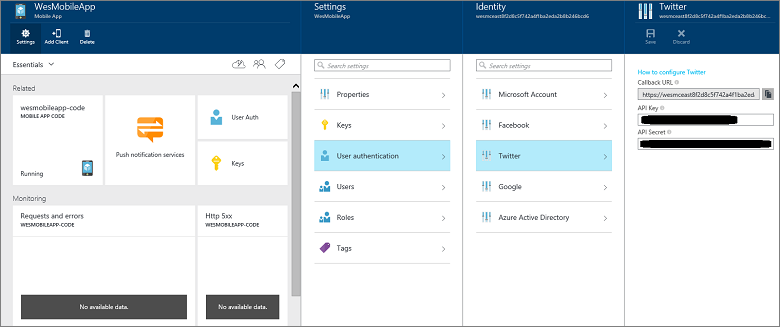 WesMobileApp
Mobile App
Settings
Add Client
Delete
Essentials
Related
wesmobileapp-code
MOBILE APP CODE
Running
Push notification services
User Auth
Keys
Monitoring
Requests and errors
WESMOBILEAPP-CODE
No available data.
Http 5xx
WESMOBILEAPP-CODE
No available data.
Settings
WesMobileApp
Search settings
Properties
Keys
User authentication
Users
Roles
Tags
Identity
wesmceast8f2d8c5f742a4f1ba2eda2b8b246bcd6
Search settings
Microsoft Account
Facebook
Twitter
Google
Azure Active Directory
Twitter
wesmceast8f2d8c5f742a4f1ba2eda2b8b246bc...
Save
Discard
How to configure Twitter
Callback URL
https://wesmceast8f2d8c5f742a4f1ba2ed
API Key
API Secret